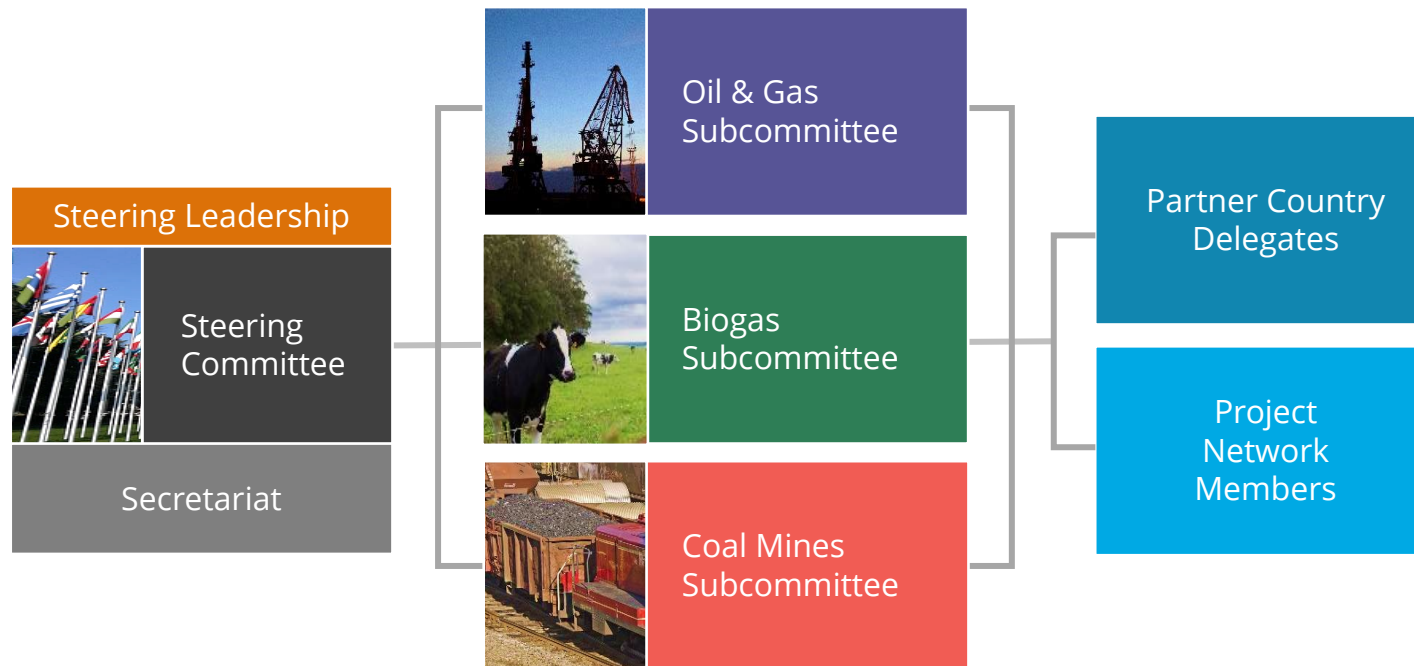 Steering Leadership
Steering
Committee
Secretariat
Oil & Gas
Subcommittee
Biogas
Subcommittee
Coal Mines
Subcommittee
Partner Country
Delegates
Project
Network
Members